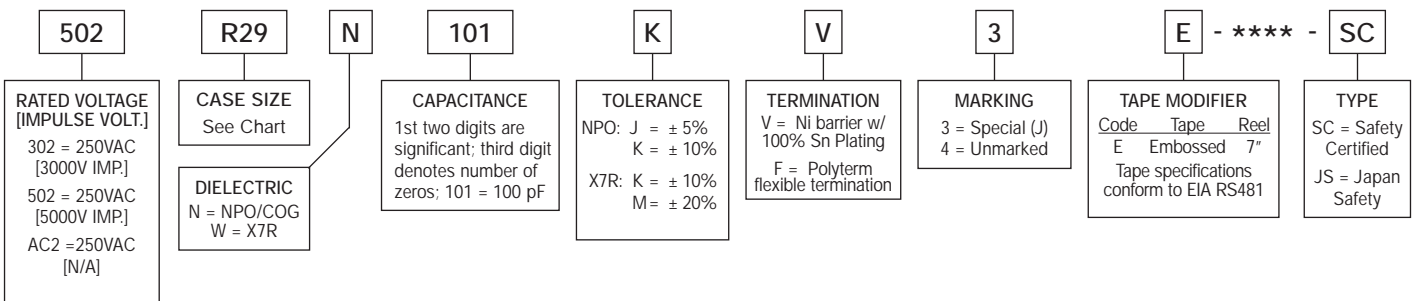 502 R29 N 101 K V 3 E - **** - SC
RATED VOLTAGE
[IMPULSE VOLT.]
302 = 250VAC
[3000V IMP.]
502 = 250VAC
[5000V IMP.]
AC2 =250VAC
[N/A]
CASE SIZE
See Chart
DIELECTRIC
N = NPO/COG
W = X7R
CAPACITANCE
1st two digits are
significant; third digit
denotes number of
zeros; 101 = 100 pF
TOLERANCE
NPO: J = ± 5%
K = ± 10%
X7R: K = ± 10%
M = ± 20%
TERMINATION
V = Ni barrier w/
100% Sn Plating
F = Polyterm
flexible termination
MARKING
3 = Special (J)
4 = Unmarked
TAPE MODIFIER
Code Tape Reel
E Embossed 7"
Tape specifications
conform to EIA RS481
TYPE
SC = Safety
Certified
JS = Japan
Safety